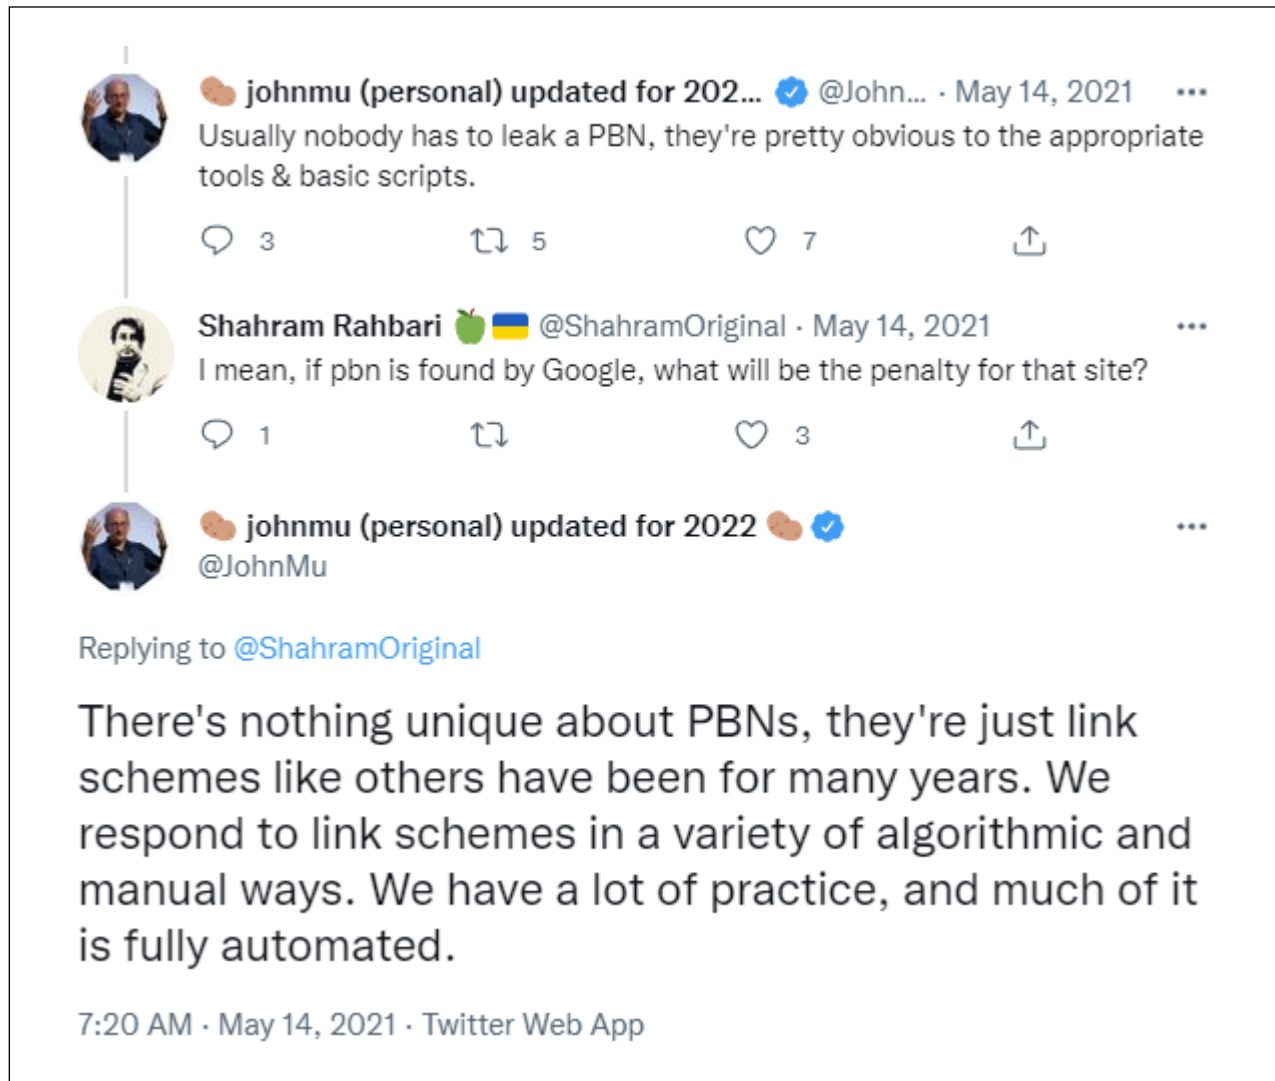 🥔 johnmu (personal) updated for 202... @John... · May 14, 2021
Usually nobody has to leak a PBN, they're pretty obvious to the appropriate
tools & basic scripts.
3 5 7
Shahram Rahbari 🍏🇺🇦 @ShahramOriginal · May 14, 2021
I mean, if pbn is found by Google, what will be the penalty for that site?
1 3
🥔 johnmu (personal) updated for 2022 🥔
@JohnMu
Replying to @ShahramOriginal
There's nothing unique about PBNs, they're just link
schemes like others have been for many years. We
respond to link schemes in a variety of algorithmic and
manual ways. We have a lot of practice, and much of it
is fully automated.
7:20 AM · May 14, 2021 · Twitter Web App